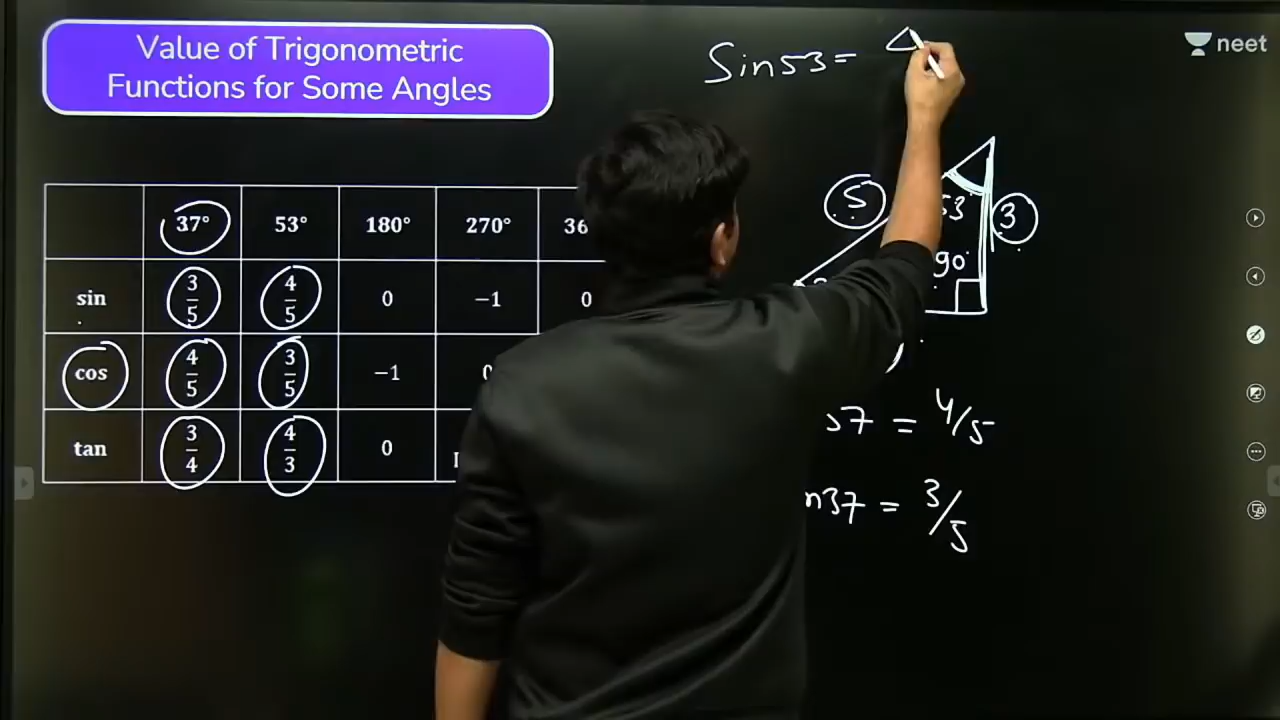 Value of Trigonometric
Functions for Some Angles
Sin53=
neet
37° 53° 180° 270° 36
sin 3/5 4/5 0 −1 0
cos 4/5 3/5 −1
tan 3/4 4/3 0
5
53
3
90°
= 4/5
n37 = 3/5